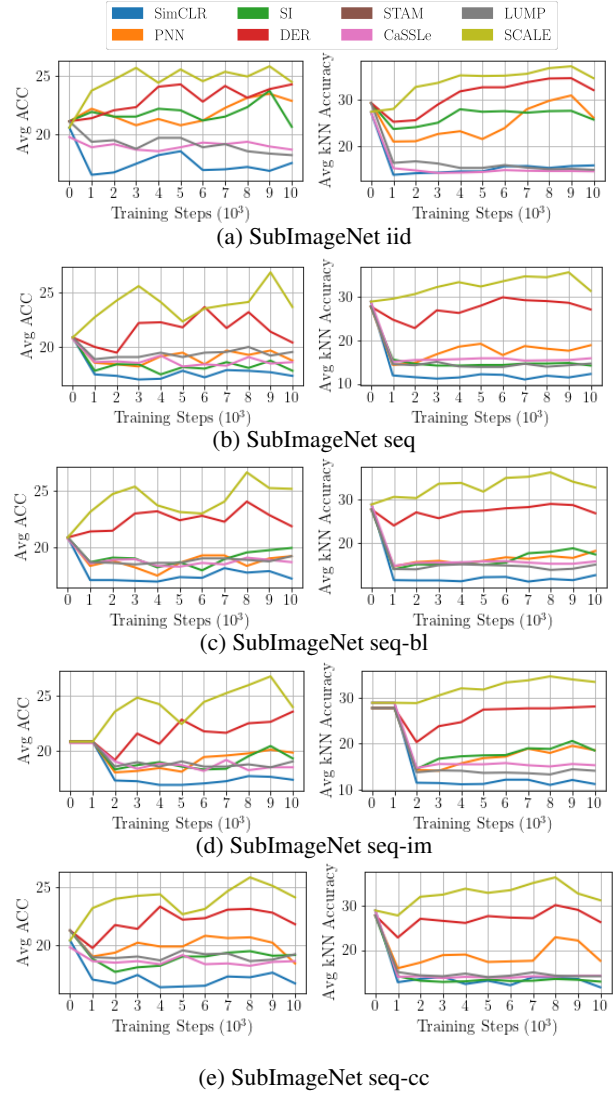 SimCLR SI STAM LUMP
PNN DER CaSSLe SCALE
Avg ACC
25
20
0 1 2 3 4 5 6 7 8 9 10
Training Steps (10³)
Avg kNN Accuracy
30
20
0 1 2 3 4 5 6 7 8 9 10
Training Steps (10³)
(a) SubImageNet iid
Avg ACC
25
20
0 1 2 3 4 5 6 7 8 9 10
Training Steps (10³)
Avg kNN Accuracy
30
20
10
0 1 2 3 4 5 6 7 8 9 10
Training Steps (10³)
(b) SubImageNet seq
Avg ACC
25
20
0 1 2 3 4 5 6 7 8 9 10
Training Steps (10³)
Avg kNN Accuracy
30
20
0 1 2 3 4 5 6 7 8 9 10
Training Steps (10³)
(c) SubImageNet seq-bl
Avg ACC
25
20
0 1 2 3 4 5 6 7 8 9 10
Training Steps (10³)
Avg kNN Accuracy
30
20
10
0 1 2 3 4 5 6 7 8 9 10
Training Steps (10³)
(d) SubImageNet seq-im
Avg ACC
25
20
0 1 2 3 4 5 6 7 8 9 10
Training Steps (10³)
Avg kNN Accuracy
30
20
0 1 2 3 4 5 6 7 8 9 10
Training Steps (10³)
(e) SubImageNet seq-cc